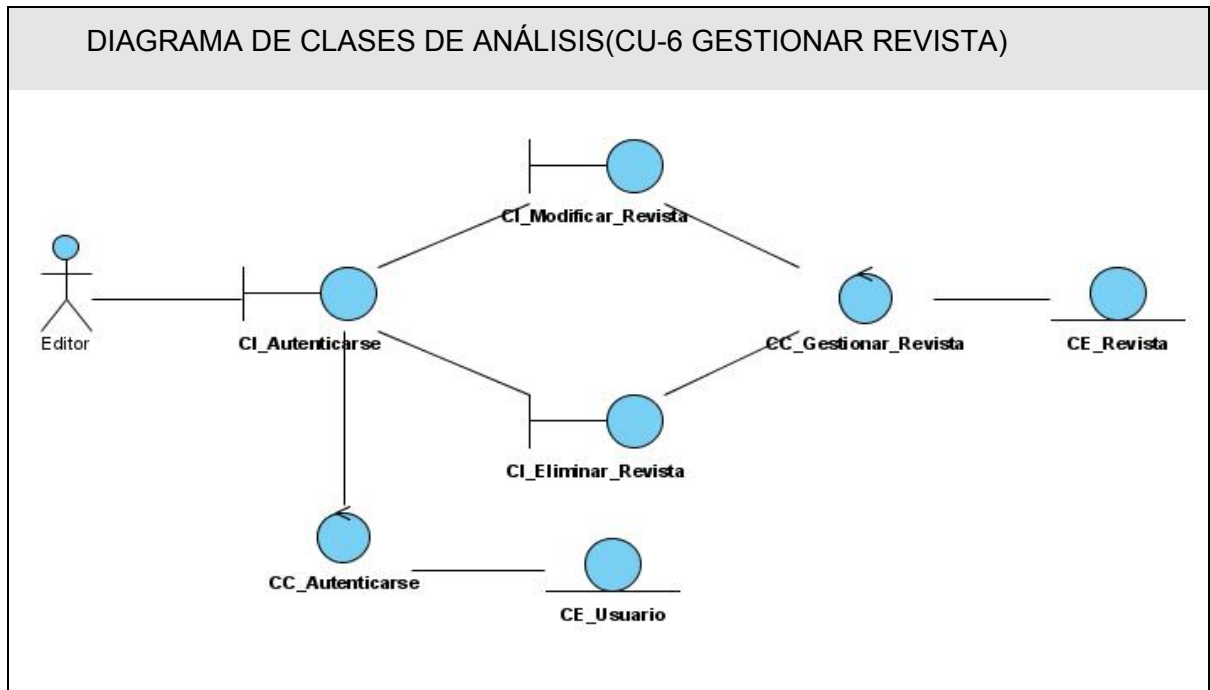 DIAGRAMA DE CLASES DE ANÁLISIS(CU-6 GESTIONAR REVISTA)
CI_Modificar_Revista
Editor
CI_Autenticarse
CC_Gestionar_Revista
CE_Revista
CI_Eliminar_Revista
CC_Autenticarse
CE_Usuario